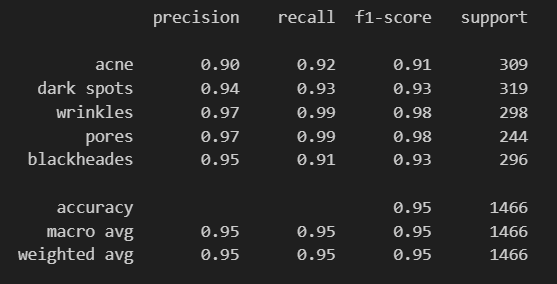 precision recall f1-score support
acne 0.90 0.92 0.91 309
dark spots 0.94 0.93 0.93 319
wrinkles 0.97 0.99 0.98 298
pores 0.97 0.99 0.98 244
blackheades 0.95 0.91 0.93 296
accuracy 0.95 1466
macro avg 0.95 0.95 0.95 1466
weighted avg 0.95 0.95 0.95 1466